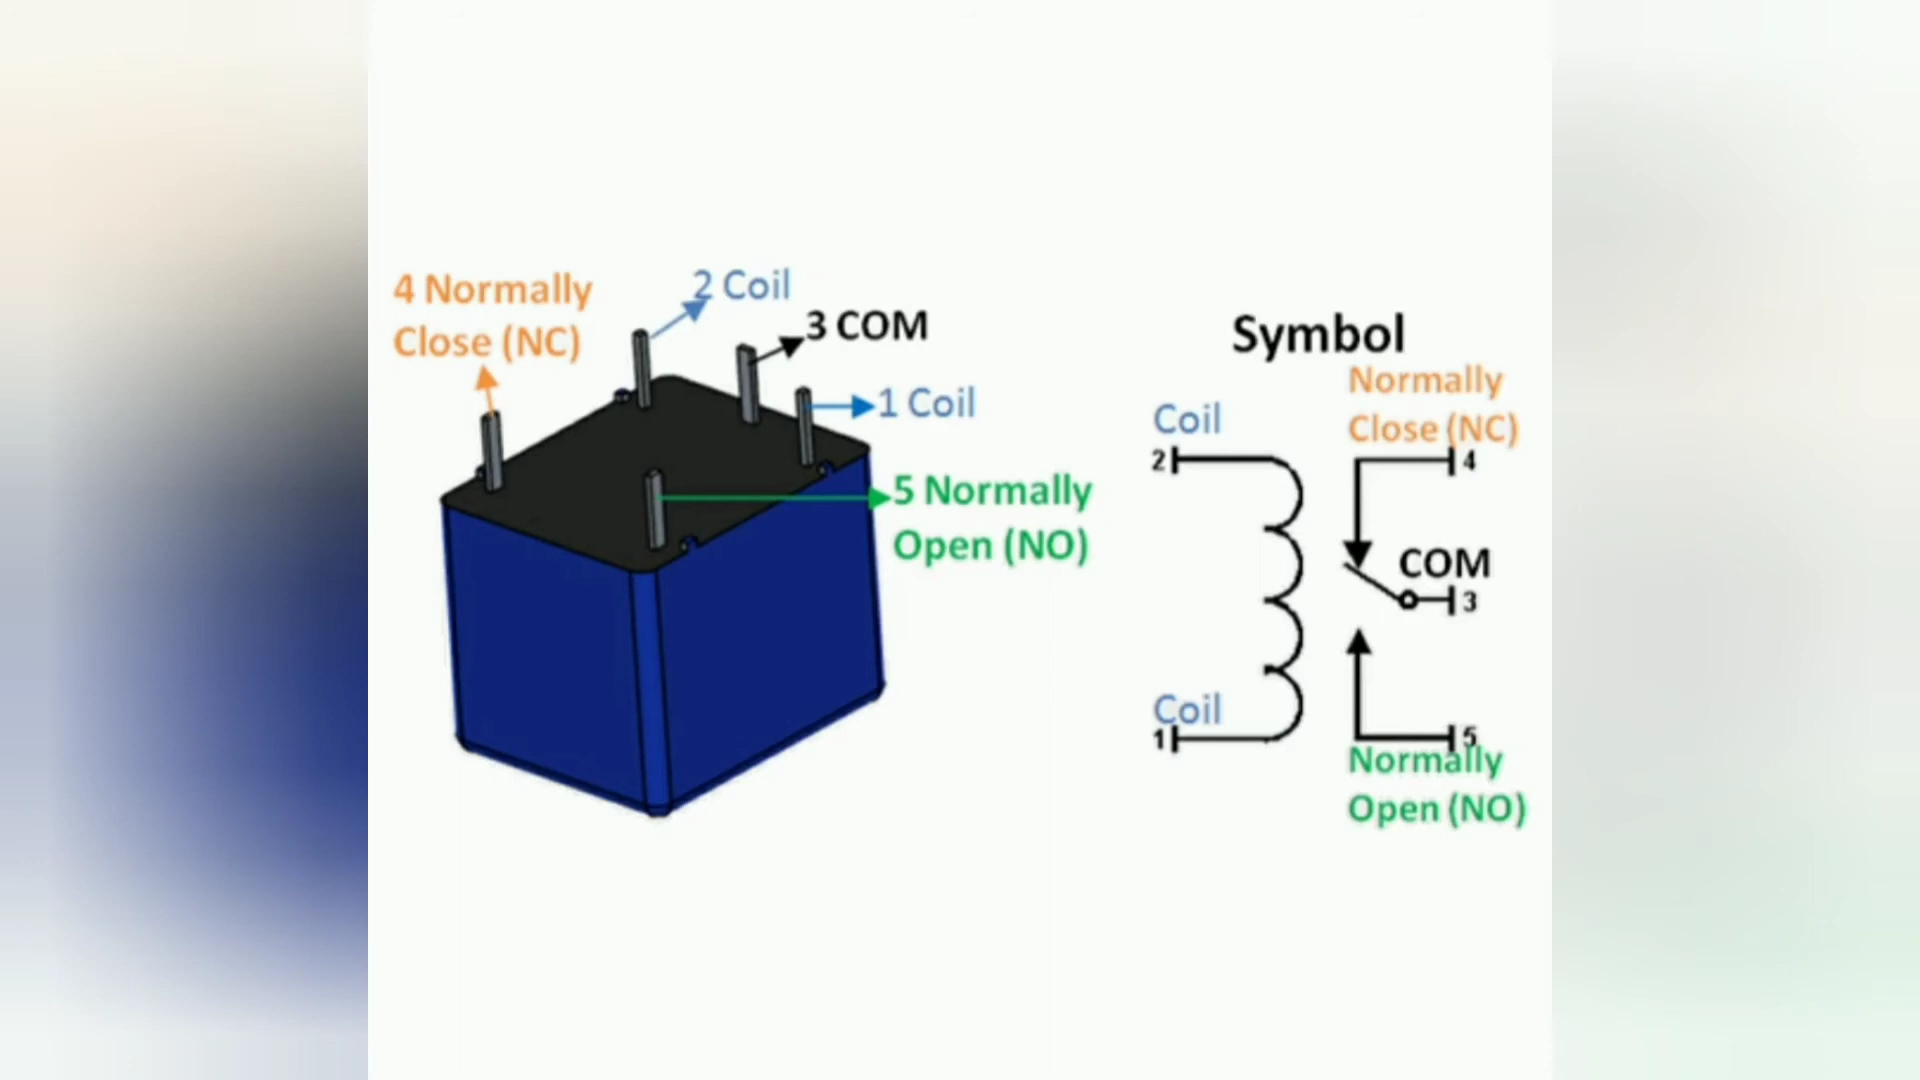 4 Normally
Close (NC)
2 Coil
3 COM
1 Coil
5 Normally
Open (NO)
Symbol
Normally
Close (NC)
Coil
2
4
COM
3
Coil
1
5
Normally
Open (NO)